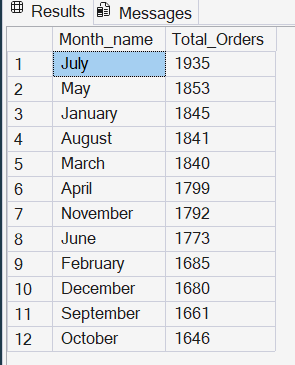 Results Messages
Month_name Total_Orders
1 July 1935
2 May 1853
3 January 1845
4 August 1841
5 March 1840
6 April 1799
7 November 1792
8 June 1773
9 February 1685
10 December 1680
11 September 1661
12 October 1646